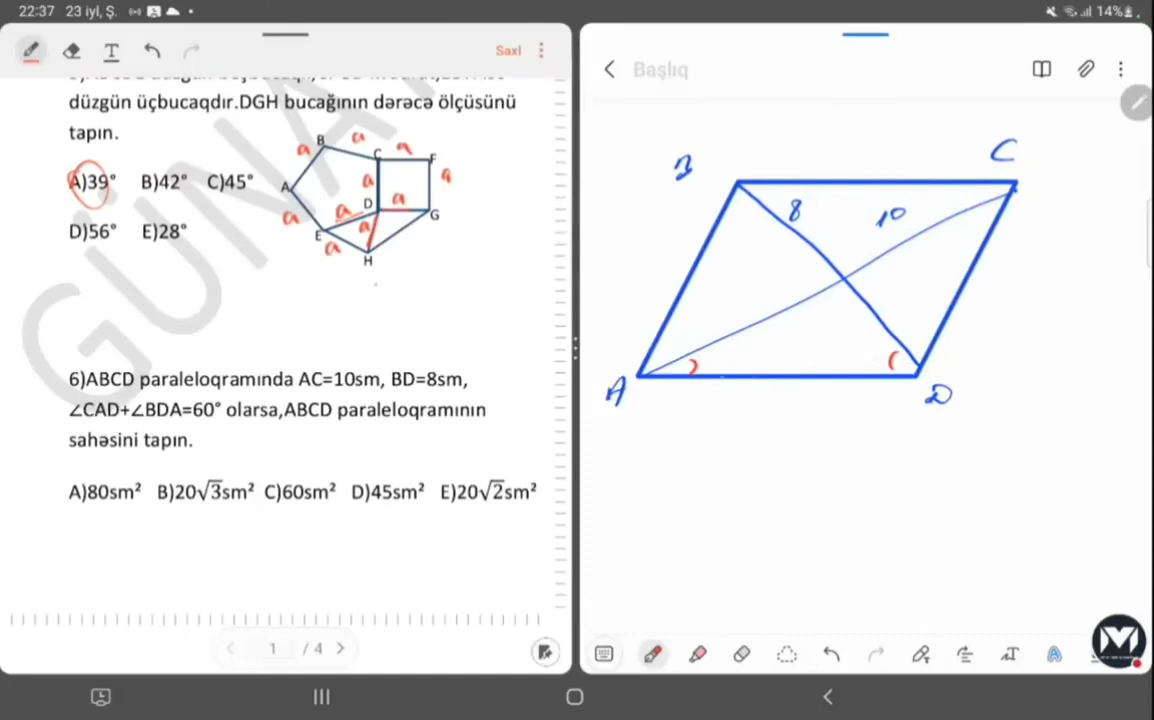 22:37 23 iyl, Ş.
14%
Saxl
Başlıq
düzgün üçbucaqdır.DGH bucağının dərəcə ölçüsünü
tapın.
A)39° B)42° C)45°
D)56° E)28°
B
C
F
A
D
G
E
H
a
a
a
a
a
a
a
a
a
a
GÜNA
6)ABCD paraleloqramında AC=10sm, BD=8sm,
∠CAD+∠BDA=60° olarsa,ABCD paraleloqramının
sahəsini tapın.
A)80sm² B)20√3sm² C)60sm² D)45sm² E)20√2sm²
1 / 4
B
C
8
10
A
D
T
M